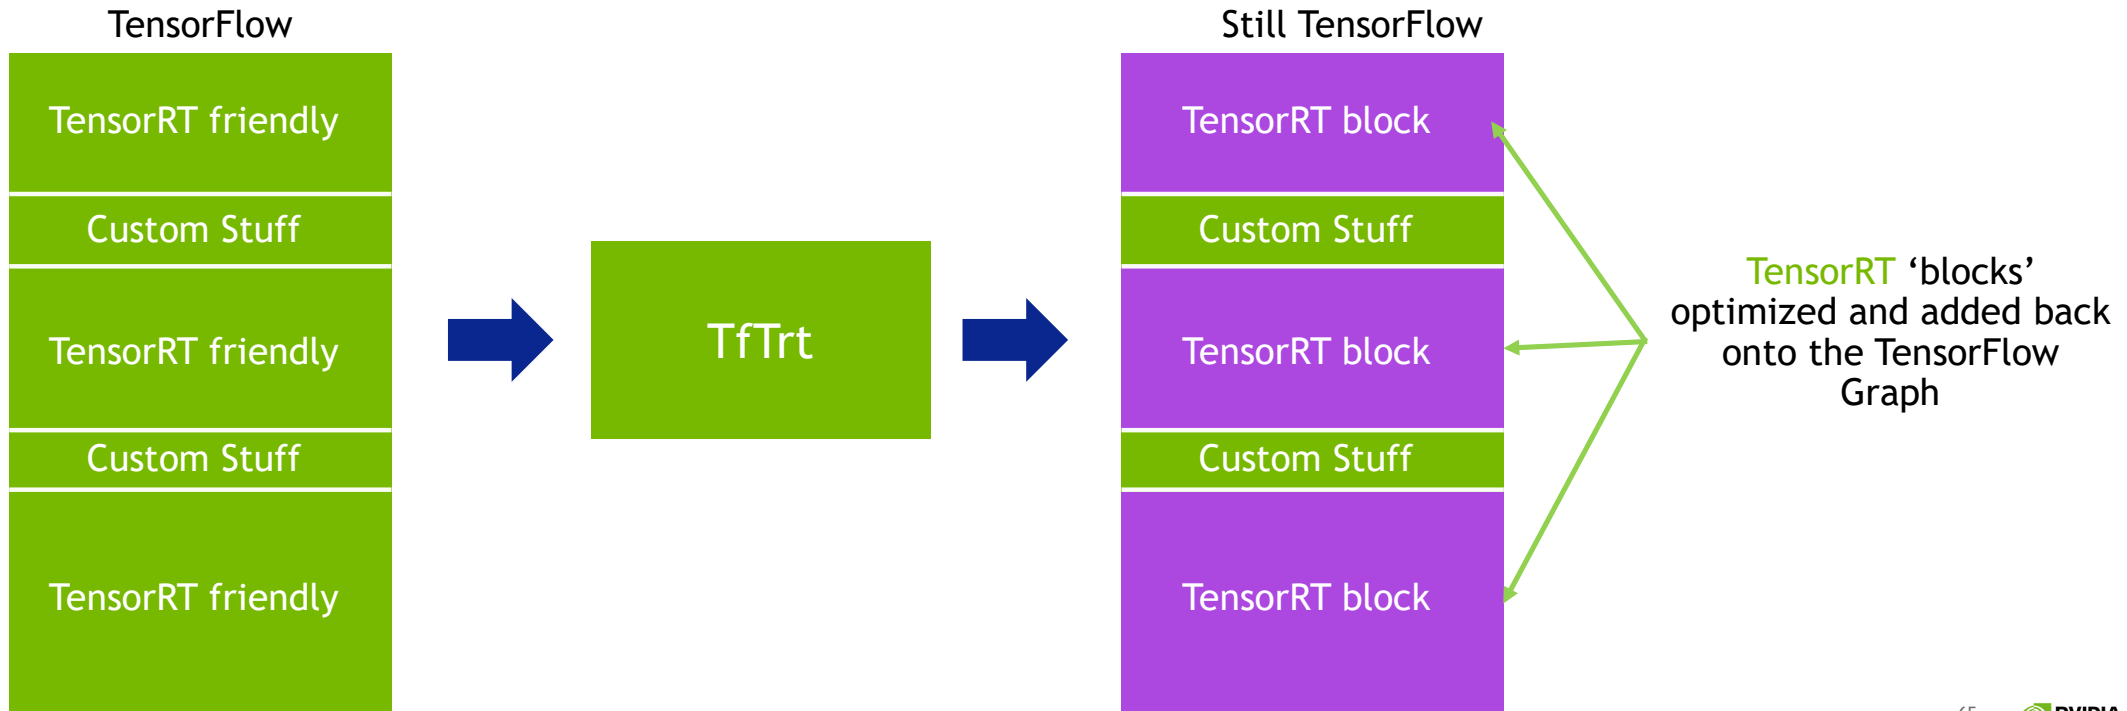 TensorFlow
TensorRT friendly
Custom Stuff
TensorRT friendly
Custom Stuff
TensorRT friendly
TfTrt
Still TensorFlow
TensorRT block
Custom Stuff
TensorRT block
Custom Stuff
TensorRT block
TensorRT ‘blocks’
optimized and added back
onto the TensorFlow
Graph